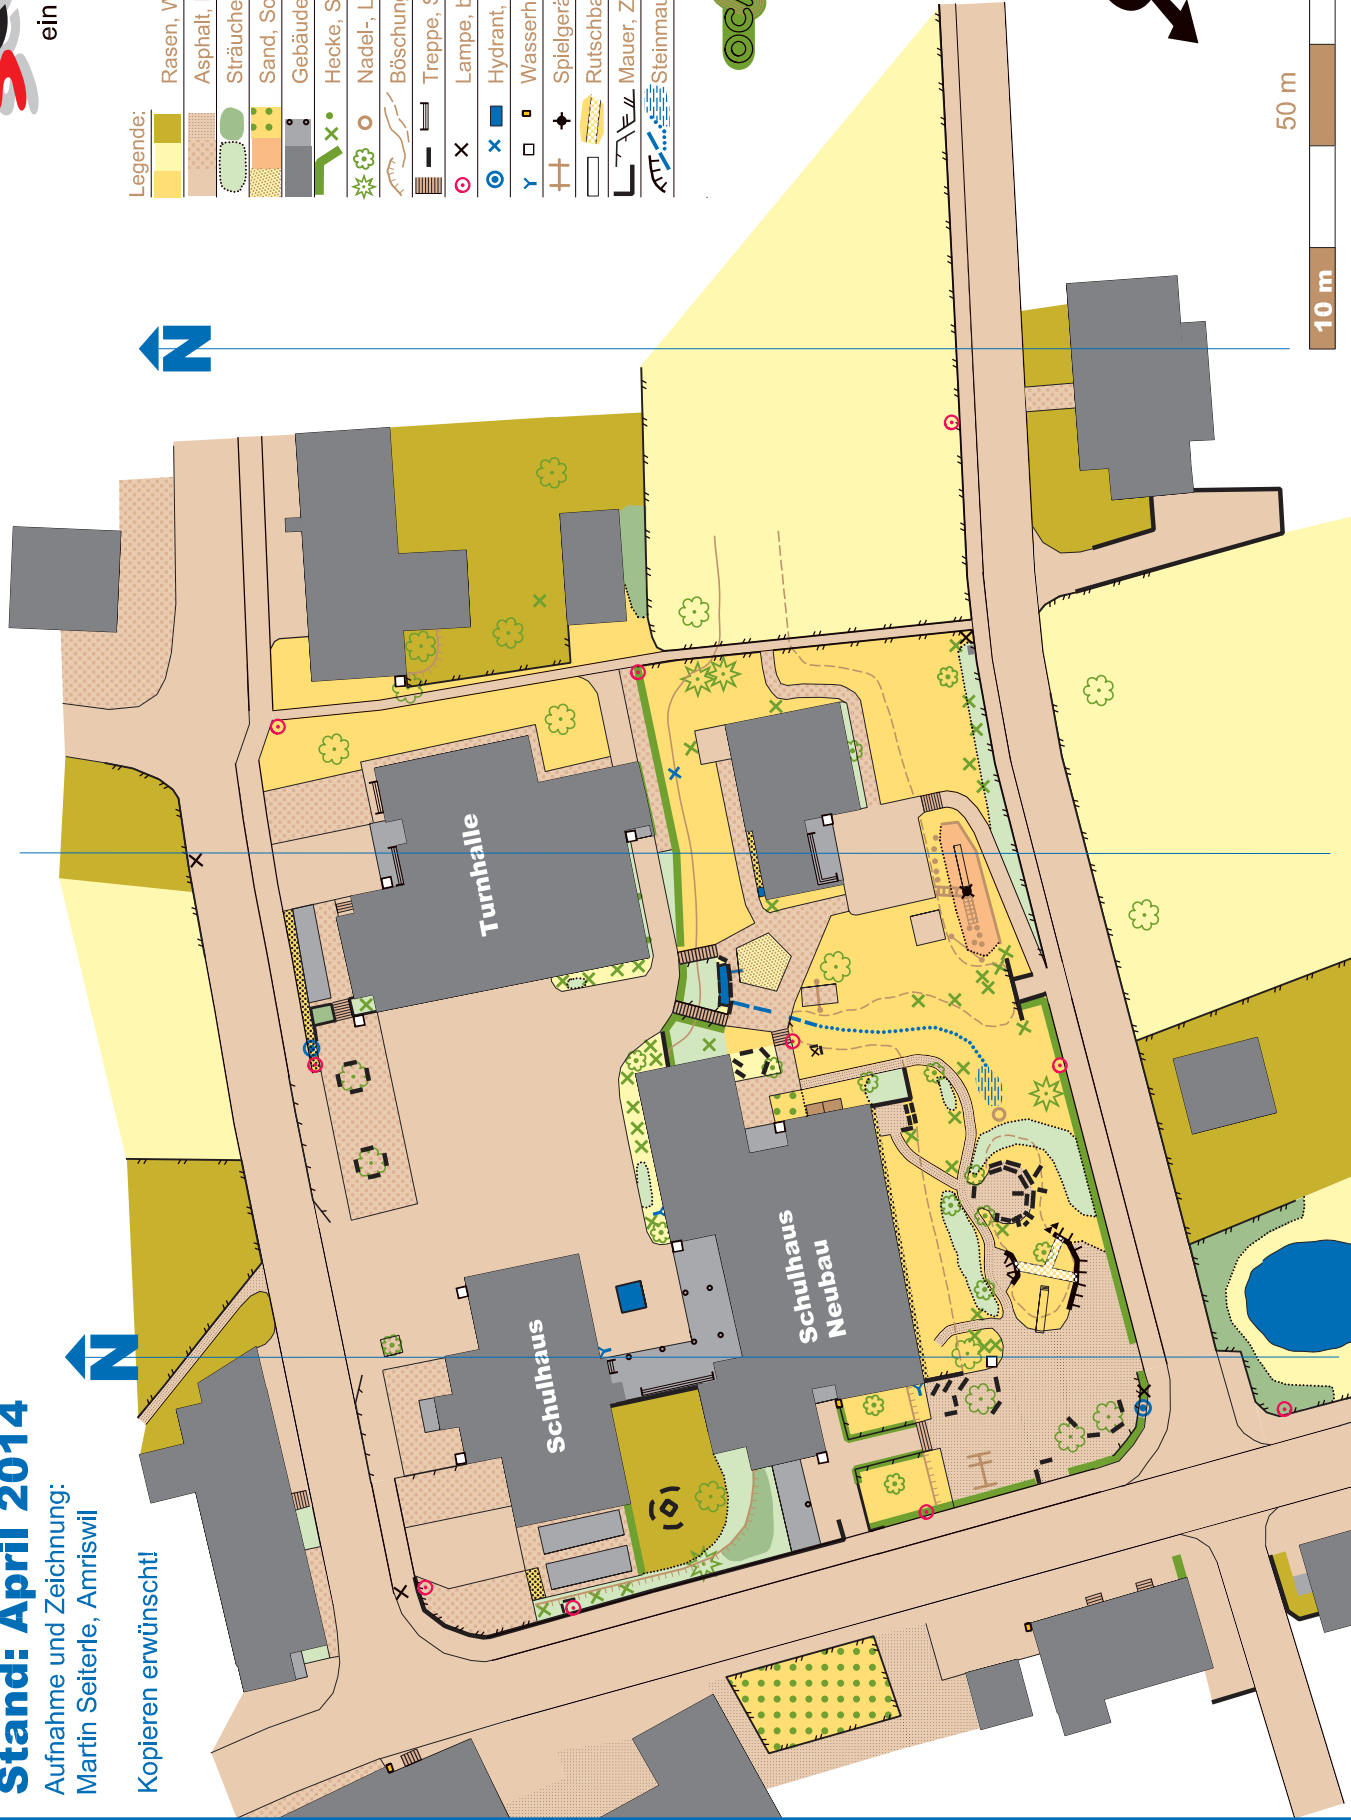 Stand: April 2014
Aufnahme und Zeichnung:
Martin Seiterle, Amriswil
Kopieren erwünscht!
ein
Legende:
Rasen, W
Asphalt,
Sträuche
Sand, So
Gebäude
Hecke, S
Nadel-, L
Böschung
Treppe, S
Lampe, b
Hydrant,
Wasserh
Spielgerä
Rutschba
Mauer, Z
Steinmau
N
N
Turnhalle
Schulhaus
Schulhaus
Neubau
10 m
50 m